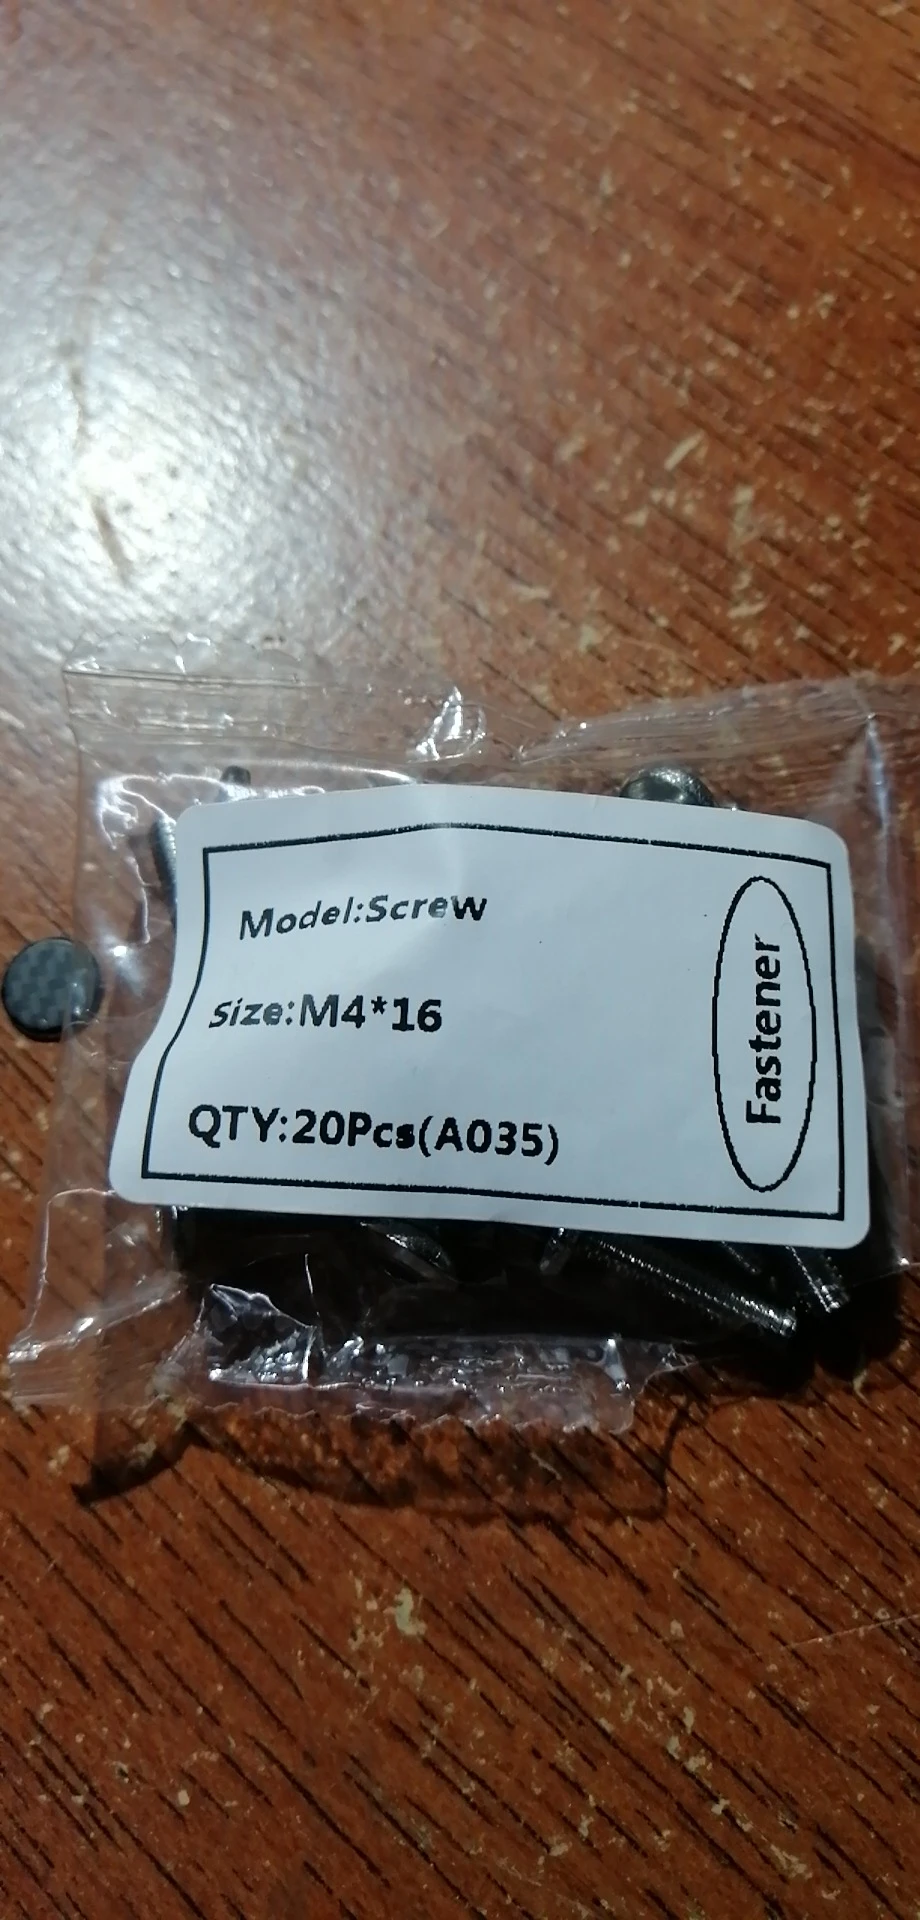 Model:Screw
Size:M4*16
QTY:20Pcs(A035)
Fastener